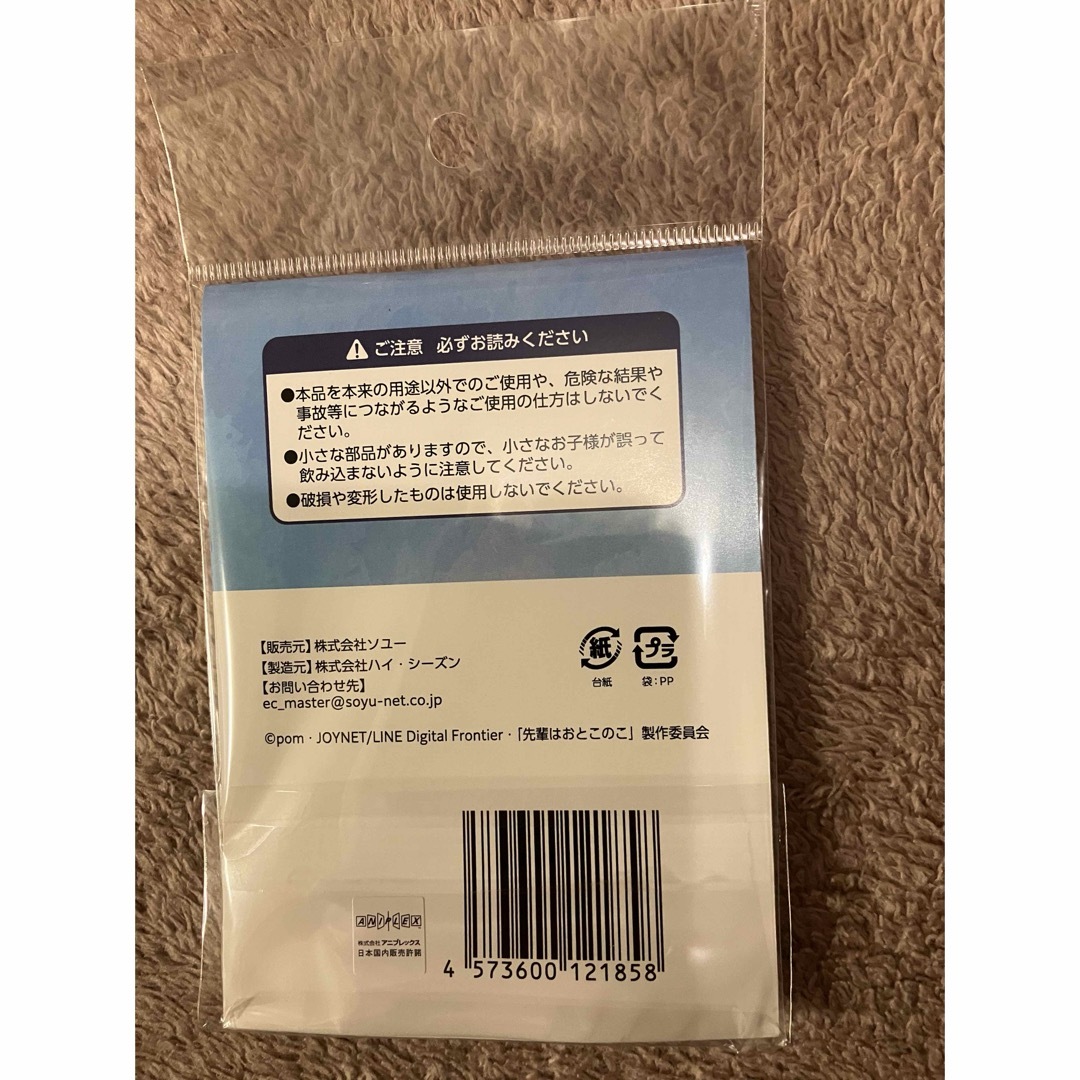 ⚠ ご注意 必ずお読みください
●本品を本来の用途以外でのご使用や、危険な結果や
事故等につながるようなご使用の仕方はしないでく
ださい。
●小さな部品がありますので、小さなお子様が誤って
飲み込まないように注意してください。
●破損や変形したものは使用しないでください。
【販売元】株式会社ソユー
【製造元】株式会社ハイ・シーズン
【お問い合わせ先】
ec_master@soyu-net.co.jp
紙 プラ
台紙 袋：PP
©pom・JOYNET/LINE Digital Frontier・「先輩はおとこのこ」製作委員会
ANIPLEX
株式会社アニプレックス
日本国内販売許諾
4 573600 121858